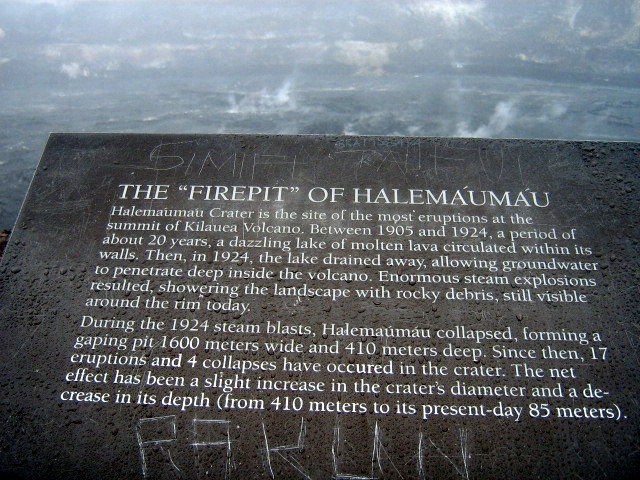 THE “FIREPIT” OF HALEMÁUMÁU
Halemáumáu Crater is the site of the most eruptions at the
summit of Kilauea Volcano. Between 1905 and 1924, a period of
about 20 years, a dazzling lake of molten lava circulated within its
walls. Then, in 1924, the lake drained away, allowing groundwater
to penetrate deep inside the volcano. Enormous steam explosions
resulted, showering the landscape with rocky debris, still visible
around the rim today.
During the 1924 steam blasts, Halemaúmáu collapsed, forming a
gaping pit 1600 meters wide and 410 meters deep. Since then, 17
eruptions and 4 collapses have occured in the crater. The net
effect has been a slight increase in the crater's diameter and a de-
crease in its depth (from 410 meters to its present-day 85 meters).